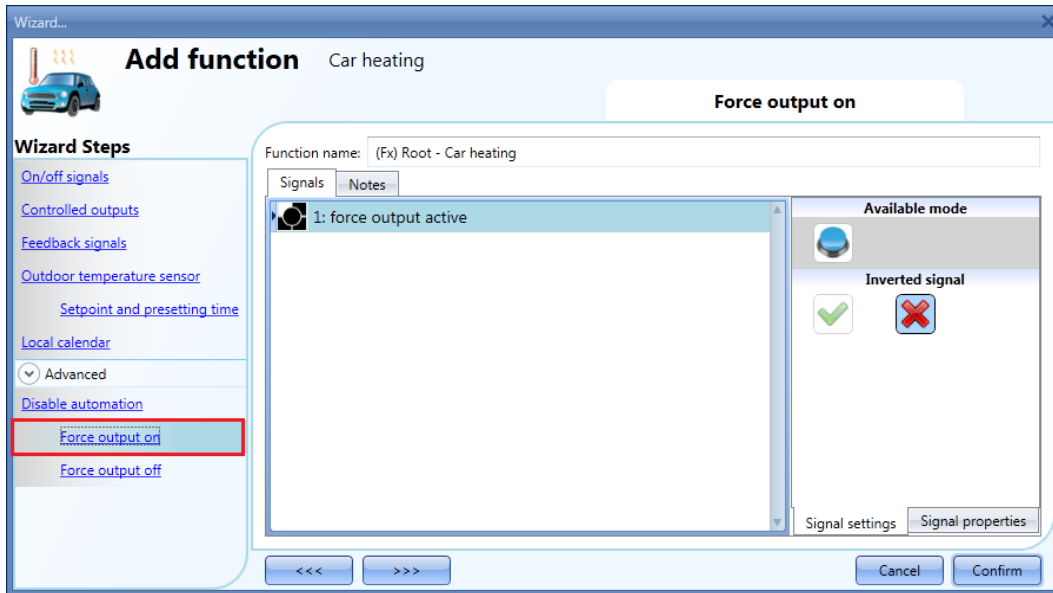 Wizard...
Add function Car heating
Force output on
Wizard Steps
On/off signals
Controlled outputs
Feedback signals
Outdoor temperature sensor
Setpoint and presetting time
Local calendar
Advanced
Disable automation
Force output on
Force output off
Function name: (Fx) Root - Car heating
Signals Notes
1: force output active
Available mode
Inverted signal
Signal settings Signal properties
<<< >>> Cancel Confirm